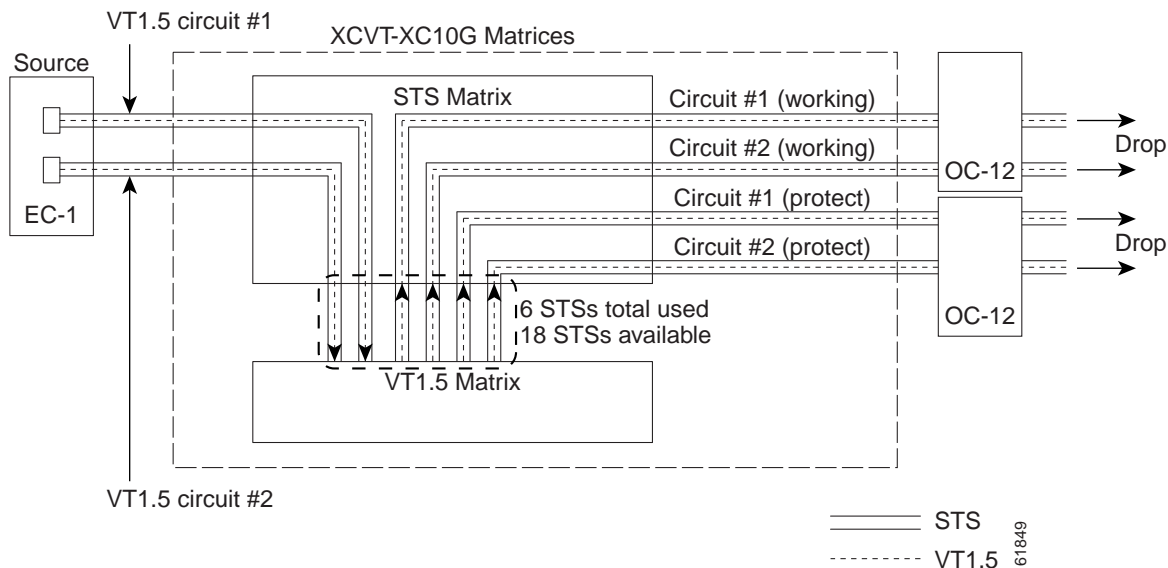 VT1.5 circuit #1
XCVT-XC10G Matrices
Source
STS Matrix
Circuit #1 (working)
Drop
Circuit #2 (working)
OC-12
EC-1
Circuit #1 (protect)
Circuit #2 (protect)
Drop
6 STSs total used
18 STSs available
OC-12
VT1.5 Matrix
VT1.5 circuit #2
STS
VT1.5
61849